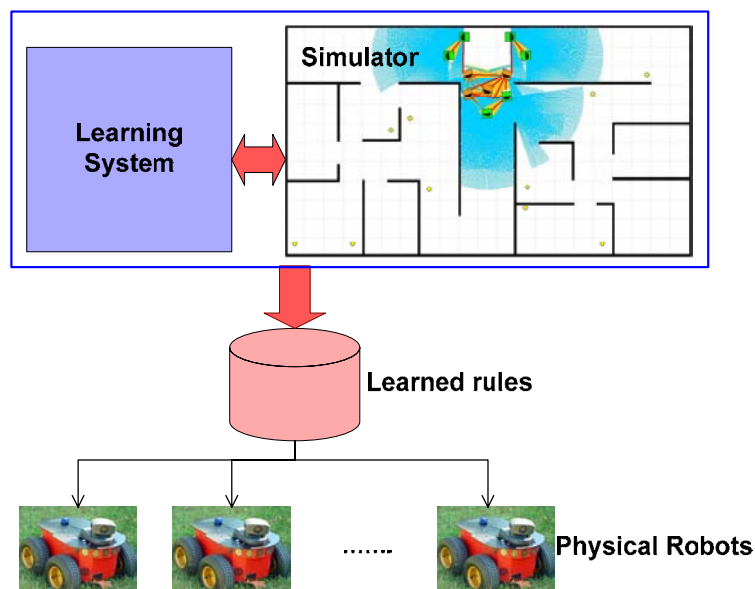 Simulator
Learning
System
Learned rules
.......
Physical Robots